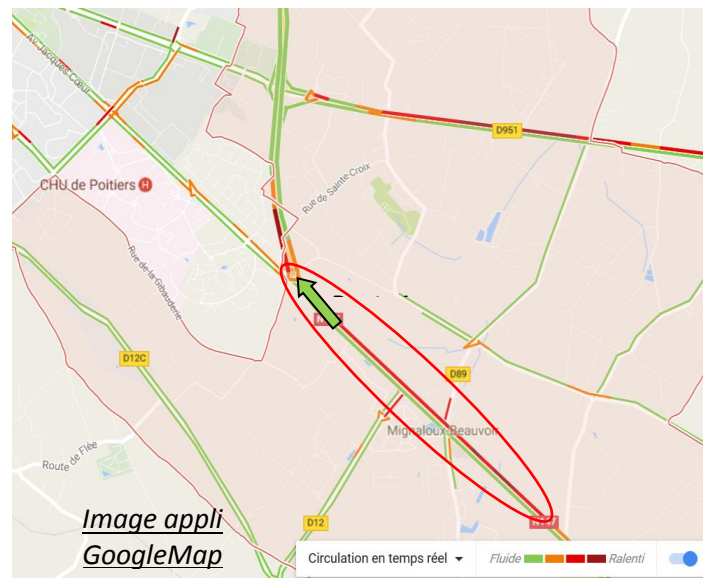 Av. Jacques Cœur
D951
CHU de Poitiers H
Rue de Sainte-Croix
Rue de la Gibauderie
D12C
D89
Mignaloux-Beauvoir
Route de Flée
D12
Image appli
GoogleMap
Circulation en temps réel
Fluide
Ralenti